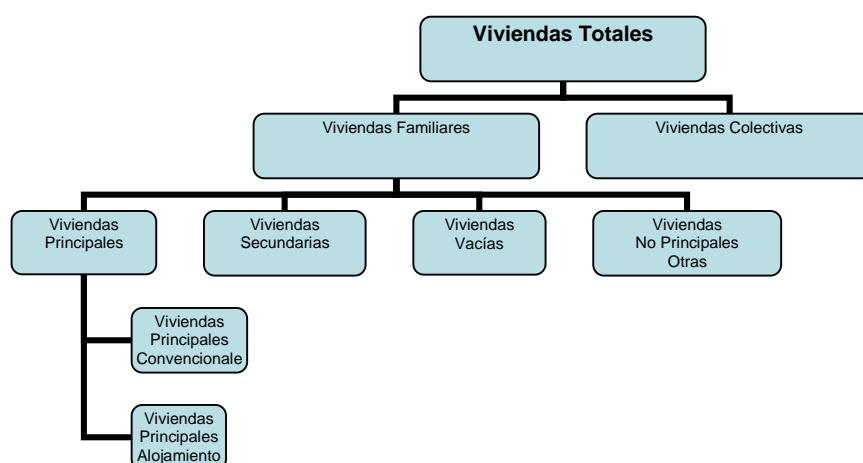 Viviendas Totales
Viviendas Familiares
Viviendas Colectivas
Viviendas
Principales
Viviendas
Secundarias
Viviendas
Vacías
Viviendas
No Principales
Otras
Viviendas
Principales
Convencionale
Viviendas
Principales
Alojamiento